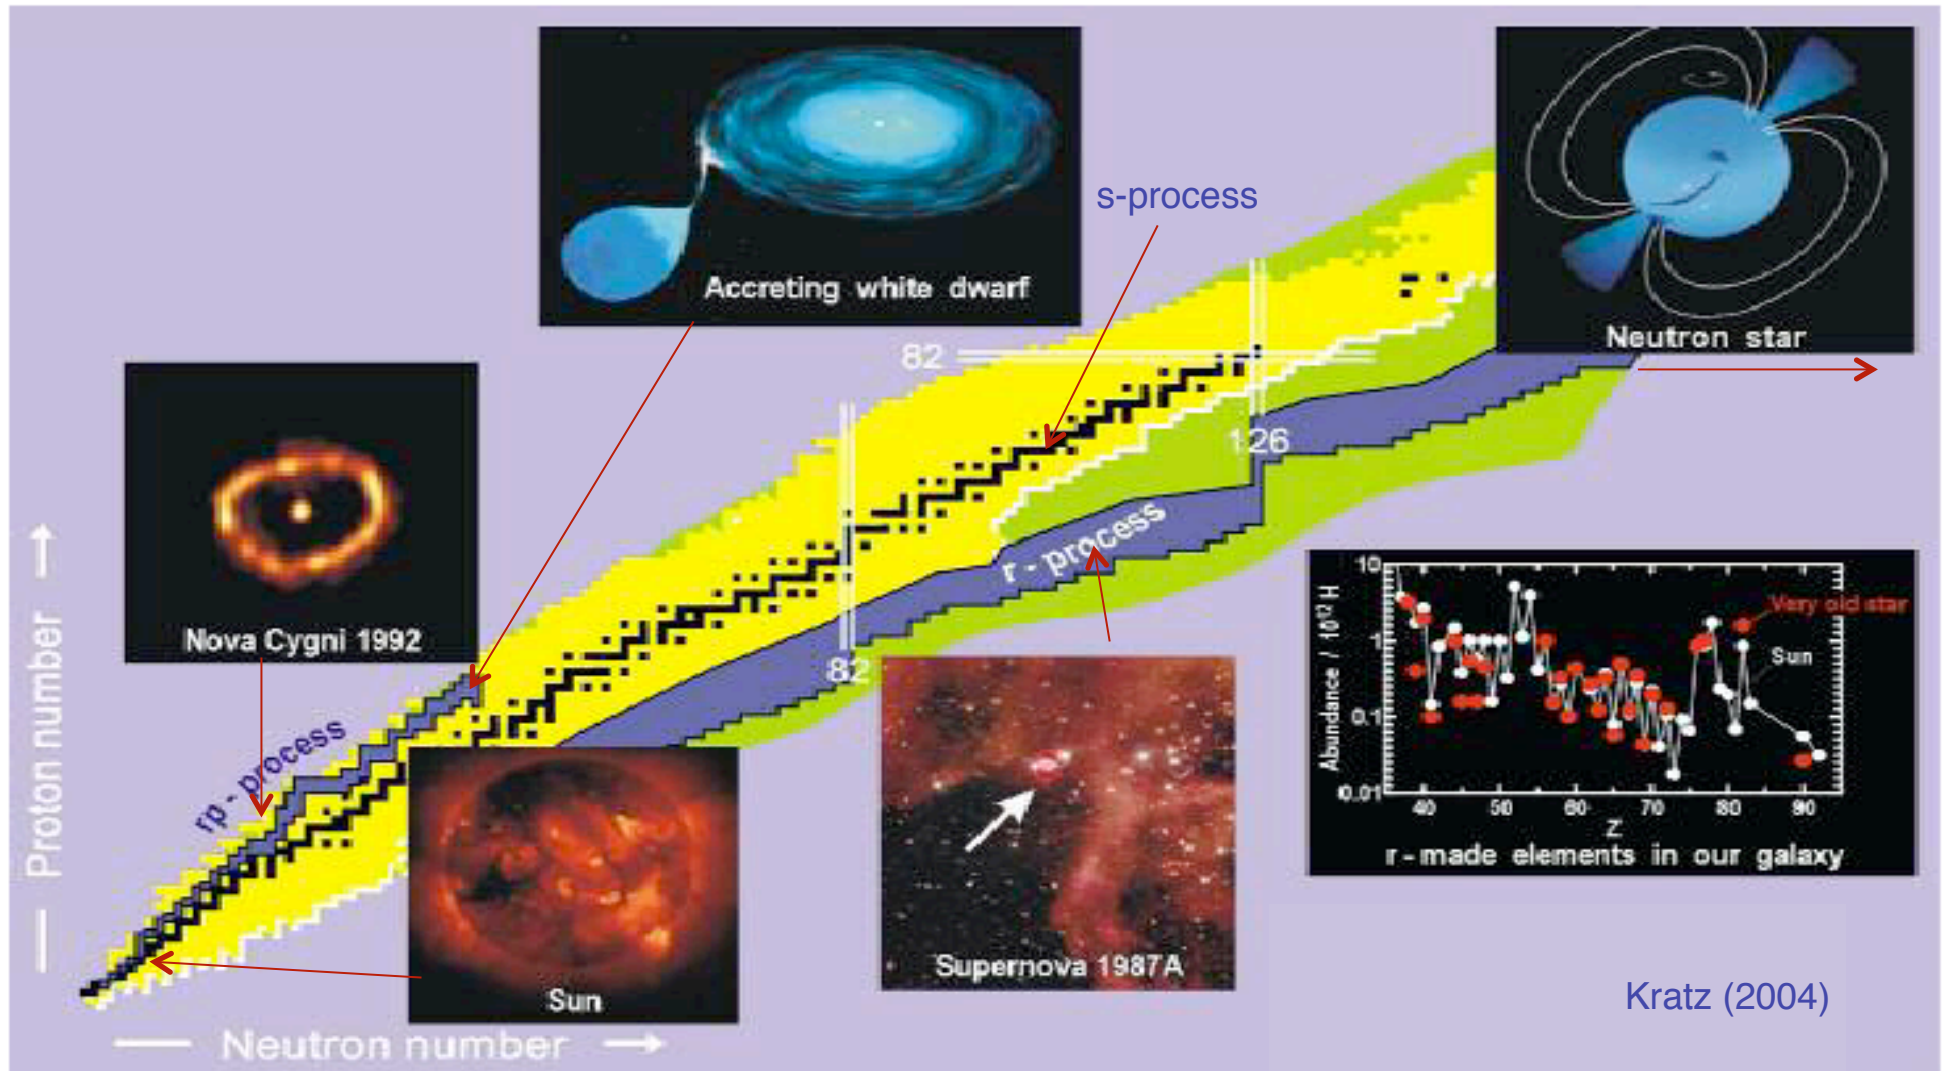 Accreting white dwarf
s-process
Neutron star
82
126
Nova Cygni 1992
r - process
82
rp - process
Proton number
Sun
Neutron number
Supernova 1987A
Abundance / 10¹² H
10
1
0.1
0.01
Very old star
Sun
40 50 60 70 80 90
Z
r - made elements in our galaxy
Kratz (2004)